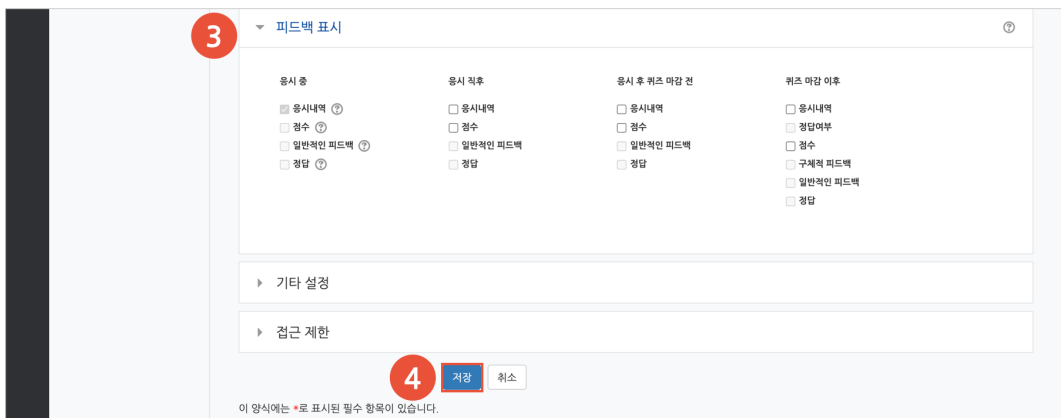 3
피드백 표시
응시 중
응시내역
점수
일반적인 피드백
정답
응시 직후
응시내역
점수
일반적인 피드백
정답
응시 후 퀴즈 마감 전
응시내역
점수
일반적인 피드백
정답
퀴즈 마감 이후
응시내역
정답여부
점수
구체적 피드백
일반적인 피드백
정답
기타 설정
접근 제한
4
저장 취소
이 양식에는 *로 표시된 필수 항목이 있습니다.